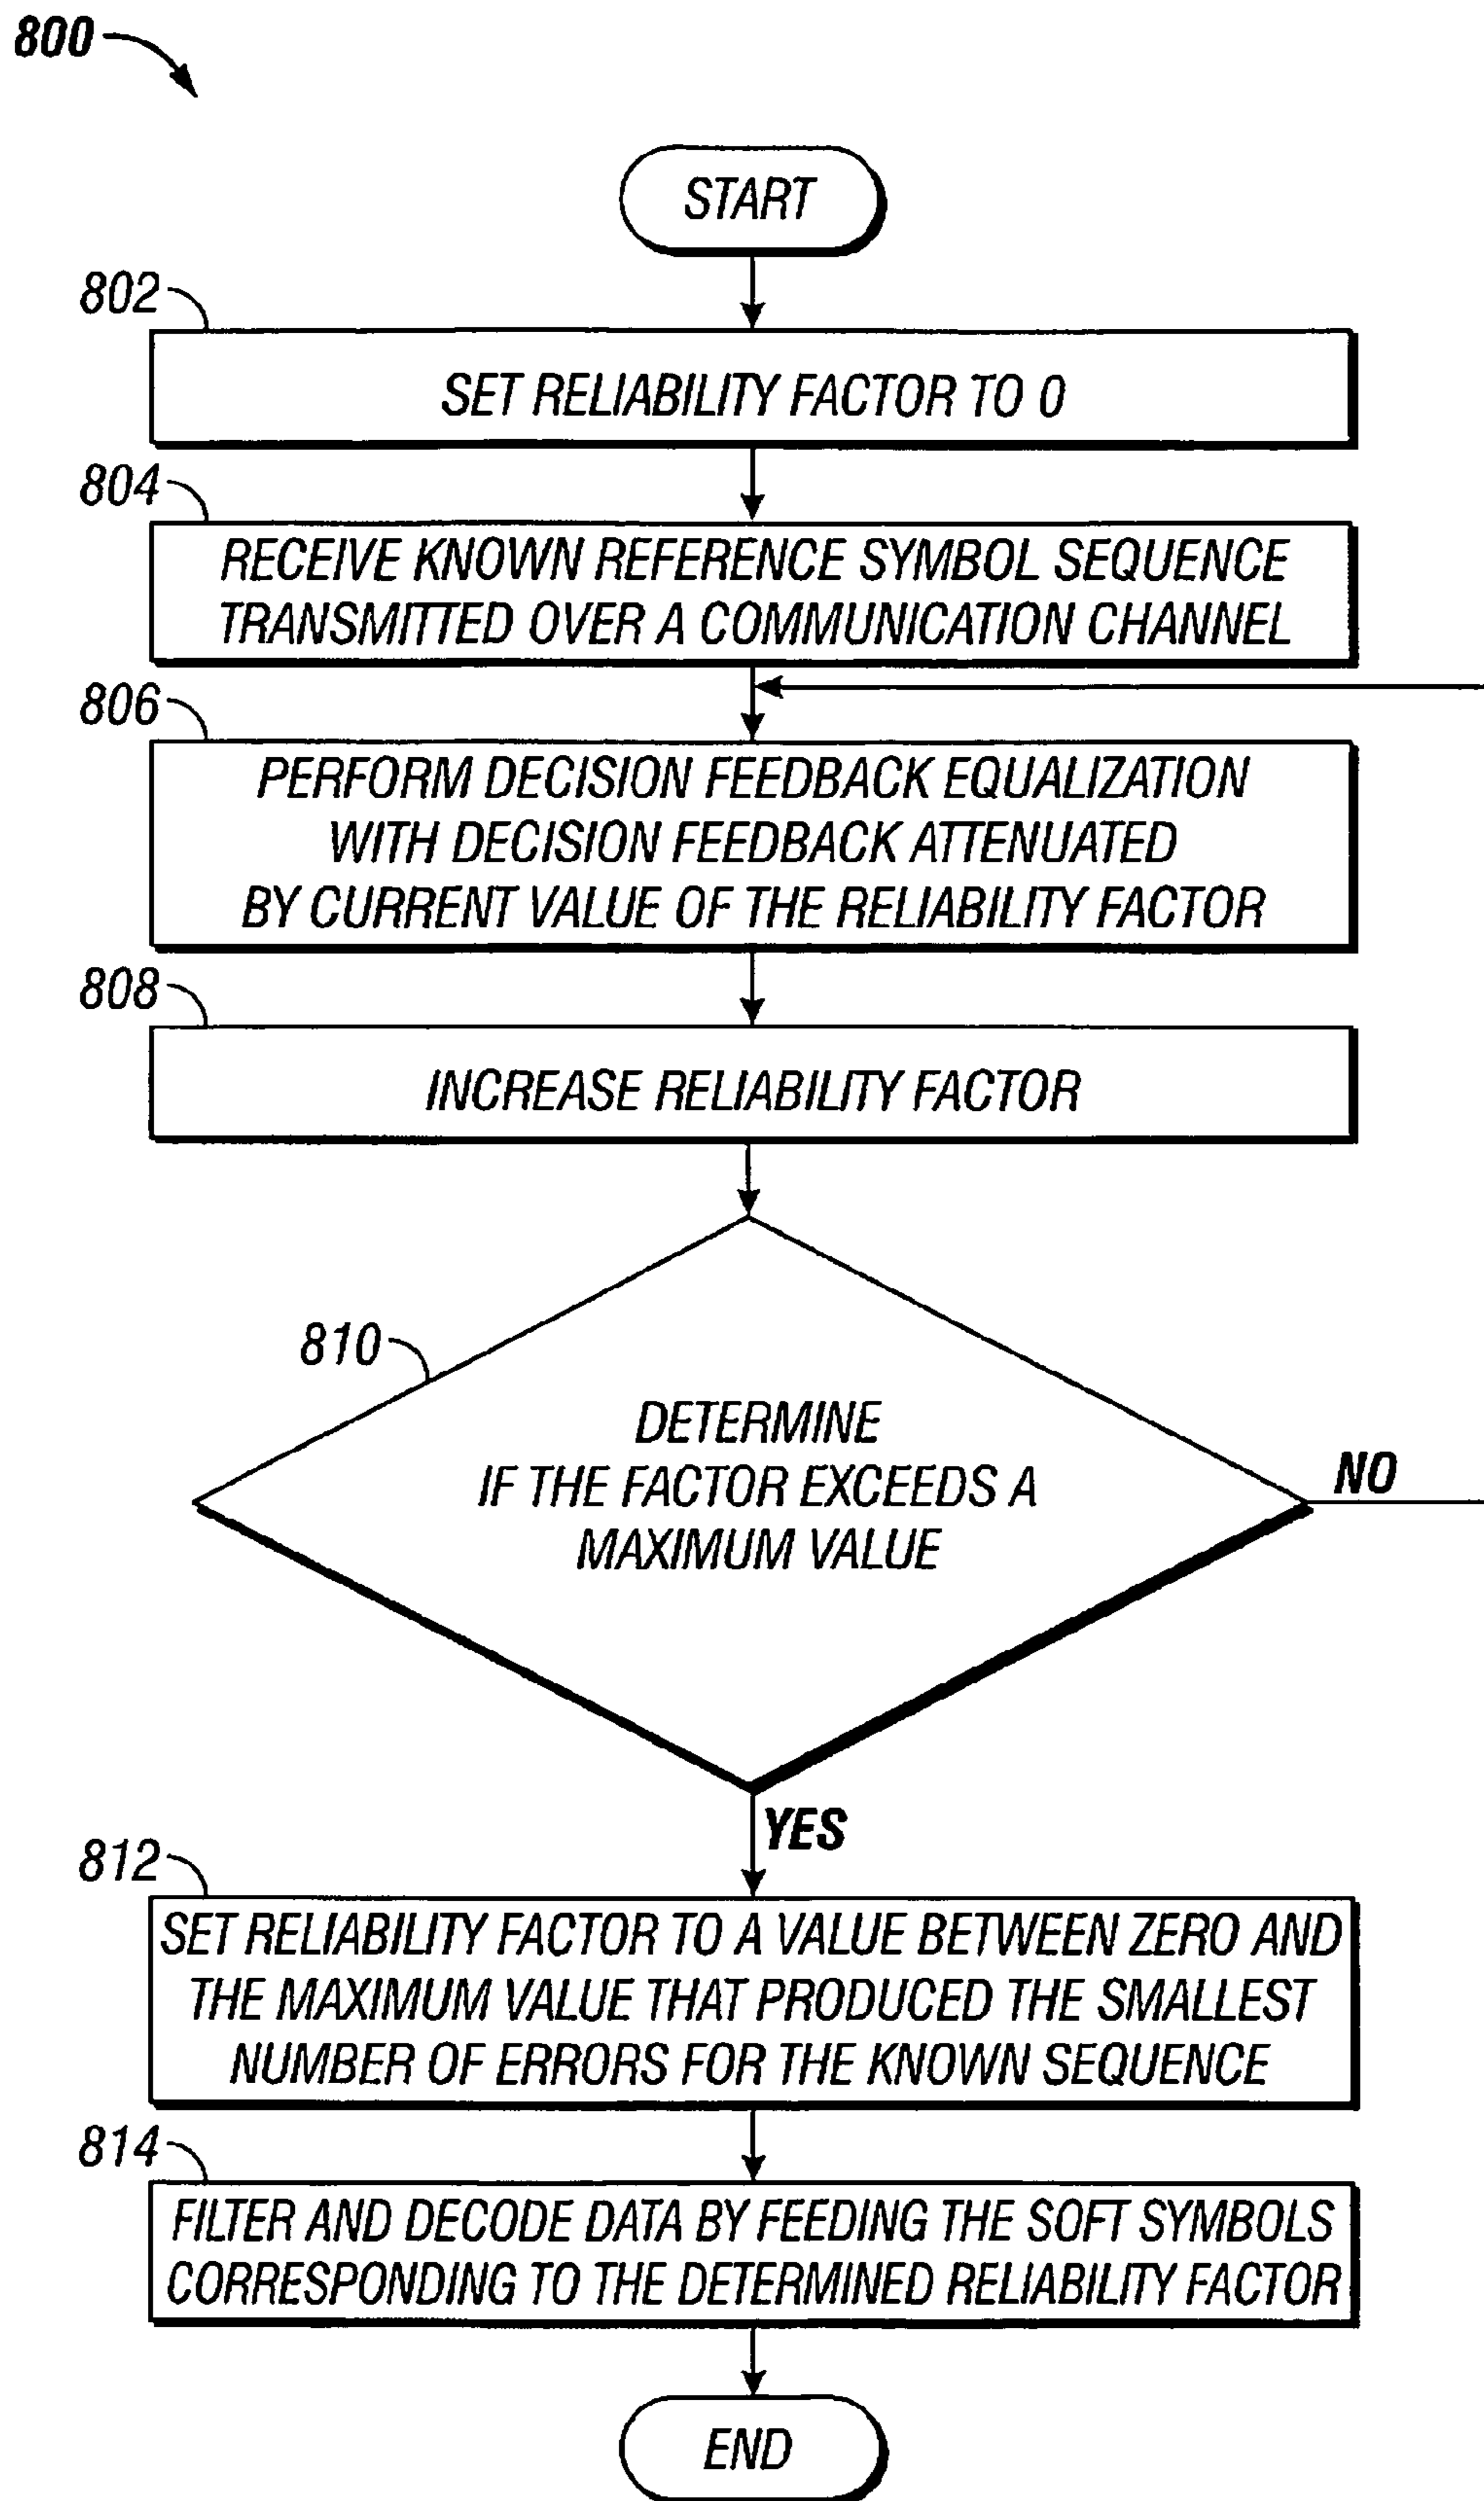 800
START
802
SET RELIABILITY FACTOR TO 0
804
RECEIVE KNOWN REFERENCE SYMBOL SEQUENCE
TRANSMITTED OVER A COMMUNICATION CHANNEL
806
PERFORM DECISION FEEDBACK EQUALIZATION
WITH DECISION FEEDBACK ATTENUATED
BY CURRENT VALUE OF THE RELIABILITY FACTOR
808
INCREASE RELIABILITY FACTOR
810
DETERMINE
IF THE FACTOR EXCEEDS A
MAXIMUM VALUE
NO
YES
812
SET RELIABILITY FACTOR TO A VALUE BETWEEN ZERO AND
THE MAXIMUM VALUE THAT PRODUCED THE SMALLEST
NUMBER OF ERRORS FOR THE KNOWN SEQUENCE
814
FILTER AND DECODE DATA BY FEEDING THE SOFT SYMBOLS
CORRESPONDING TO THE DETERMINED RELIABILITY FACTOR
END